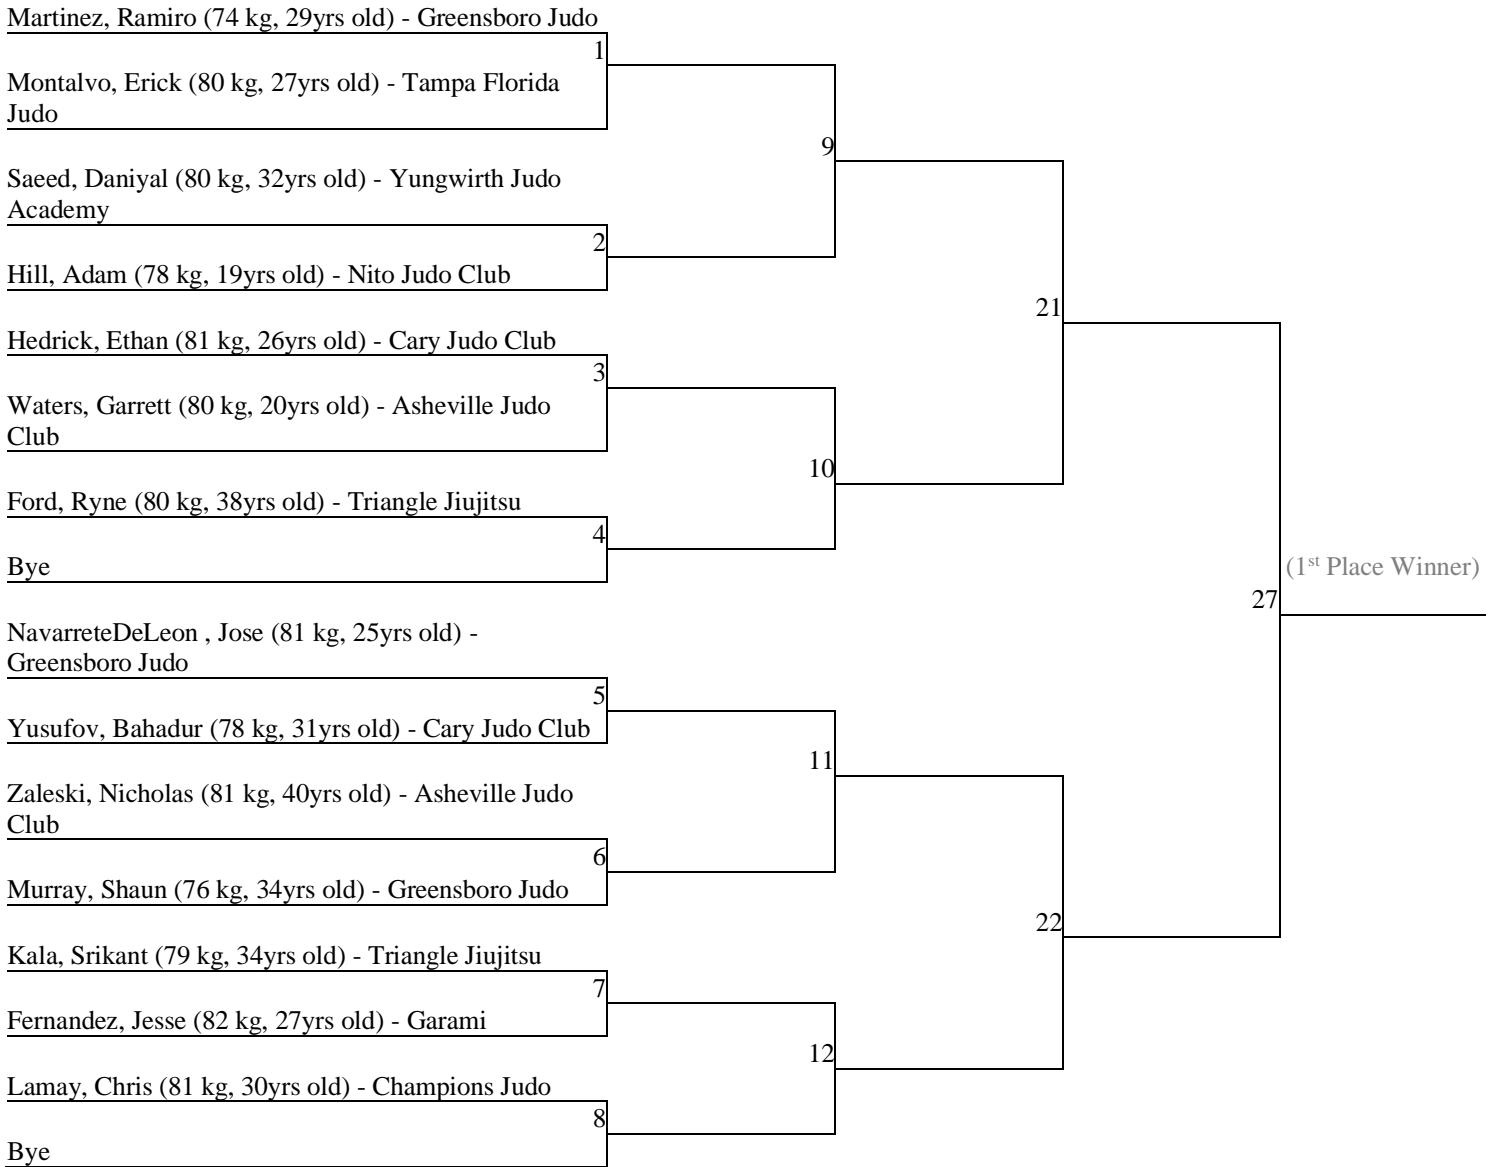 Martinez, Ramiro (74 kg, 29yrs old) - Greensboro Judo
1
Montalvo, Erick (80 kg, 27yrs old) - Tampa Florida
Judo
9
Saeed, Daniyal (80 kg, 32yrs old) - Yungwirth Judo
Academy
2
Hill, Adam (78 kg, 19yrs old) - Nito Judo Club
21
Hedrick, Ethan (81 kg, 26yrs old) - Cary Judo Club
3
Waters, Garrett (80 kg, 20yrs old) - Asheville Judo
Club
10
Ford, Ryne (80 kg, 38yrs old) - Triangle Jiujitsu
4
Bye
(1st Place Winner)
27
NavarreteDeLeon , Jose (81 kg, 25yrs old) -
Greensboro Judo
5
Yusufov, Bahadur (78 kg, 31yrs old) - Cary Judo Club
11
Zaleski, Nicholas (81 kg, 40yrs old) - Asheville Judo
Club
6
Murray, Shaun (76 kg, 34yrs old) - Greensboro Judo
22
Kala, Srikant (79 kg, 34yrs old) - Triangle Jiujitsu
7
Fernandez, Jesse (82 kg, 27yrs old) - Garami
12
Lamay, Chris (81 kg, 30yrs old) - Champions Judo
8
Bye